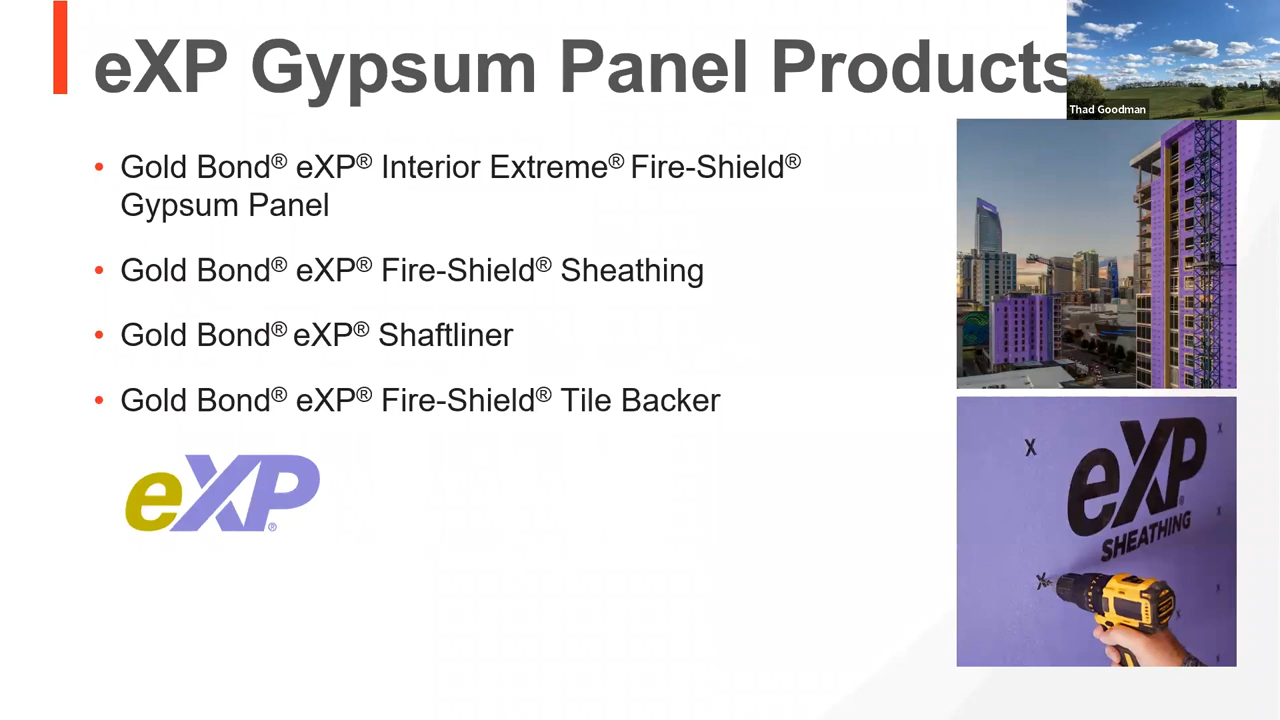 eXP Gypsum Panel Products
Thad Goodman
• Gold Bond® eXP® Interior Extreme® Fire-Shield®
Gypsum Panel
• Gold Bond® eXP® Fire-Shield® Sheathing
• Gold Bond® eXP® Shaftliner
• Gold Bond® eXP® Fire-Shield® Tile Backer
eXP®
X
eXP®
SHEATHING